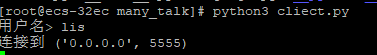 [root@ecs-32ec many_talk]# python3 cliect.py
用户名> lis
连接到 ('0.0.0.0', 5555)